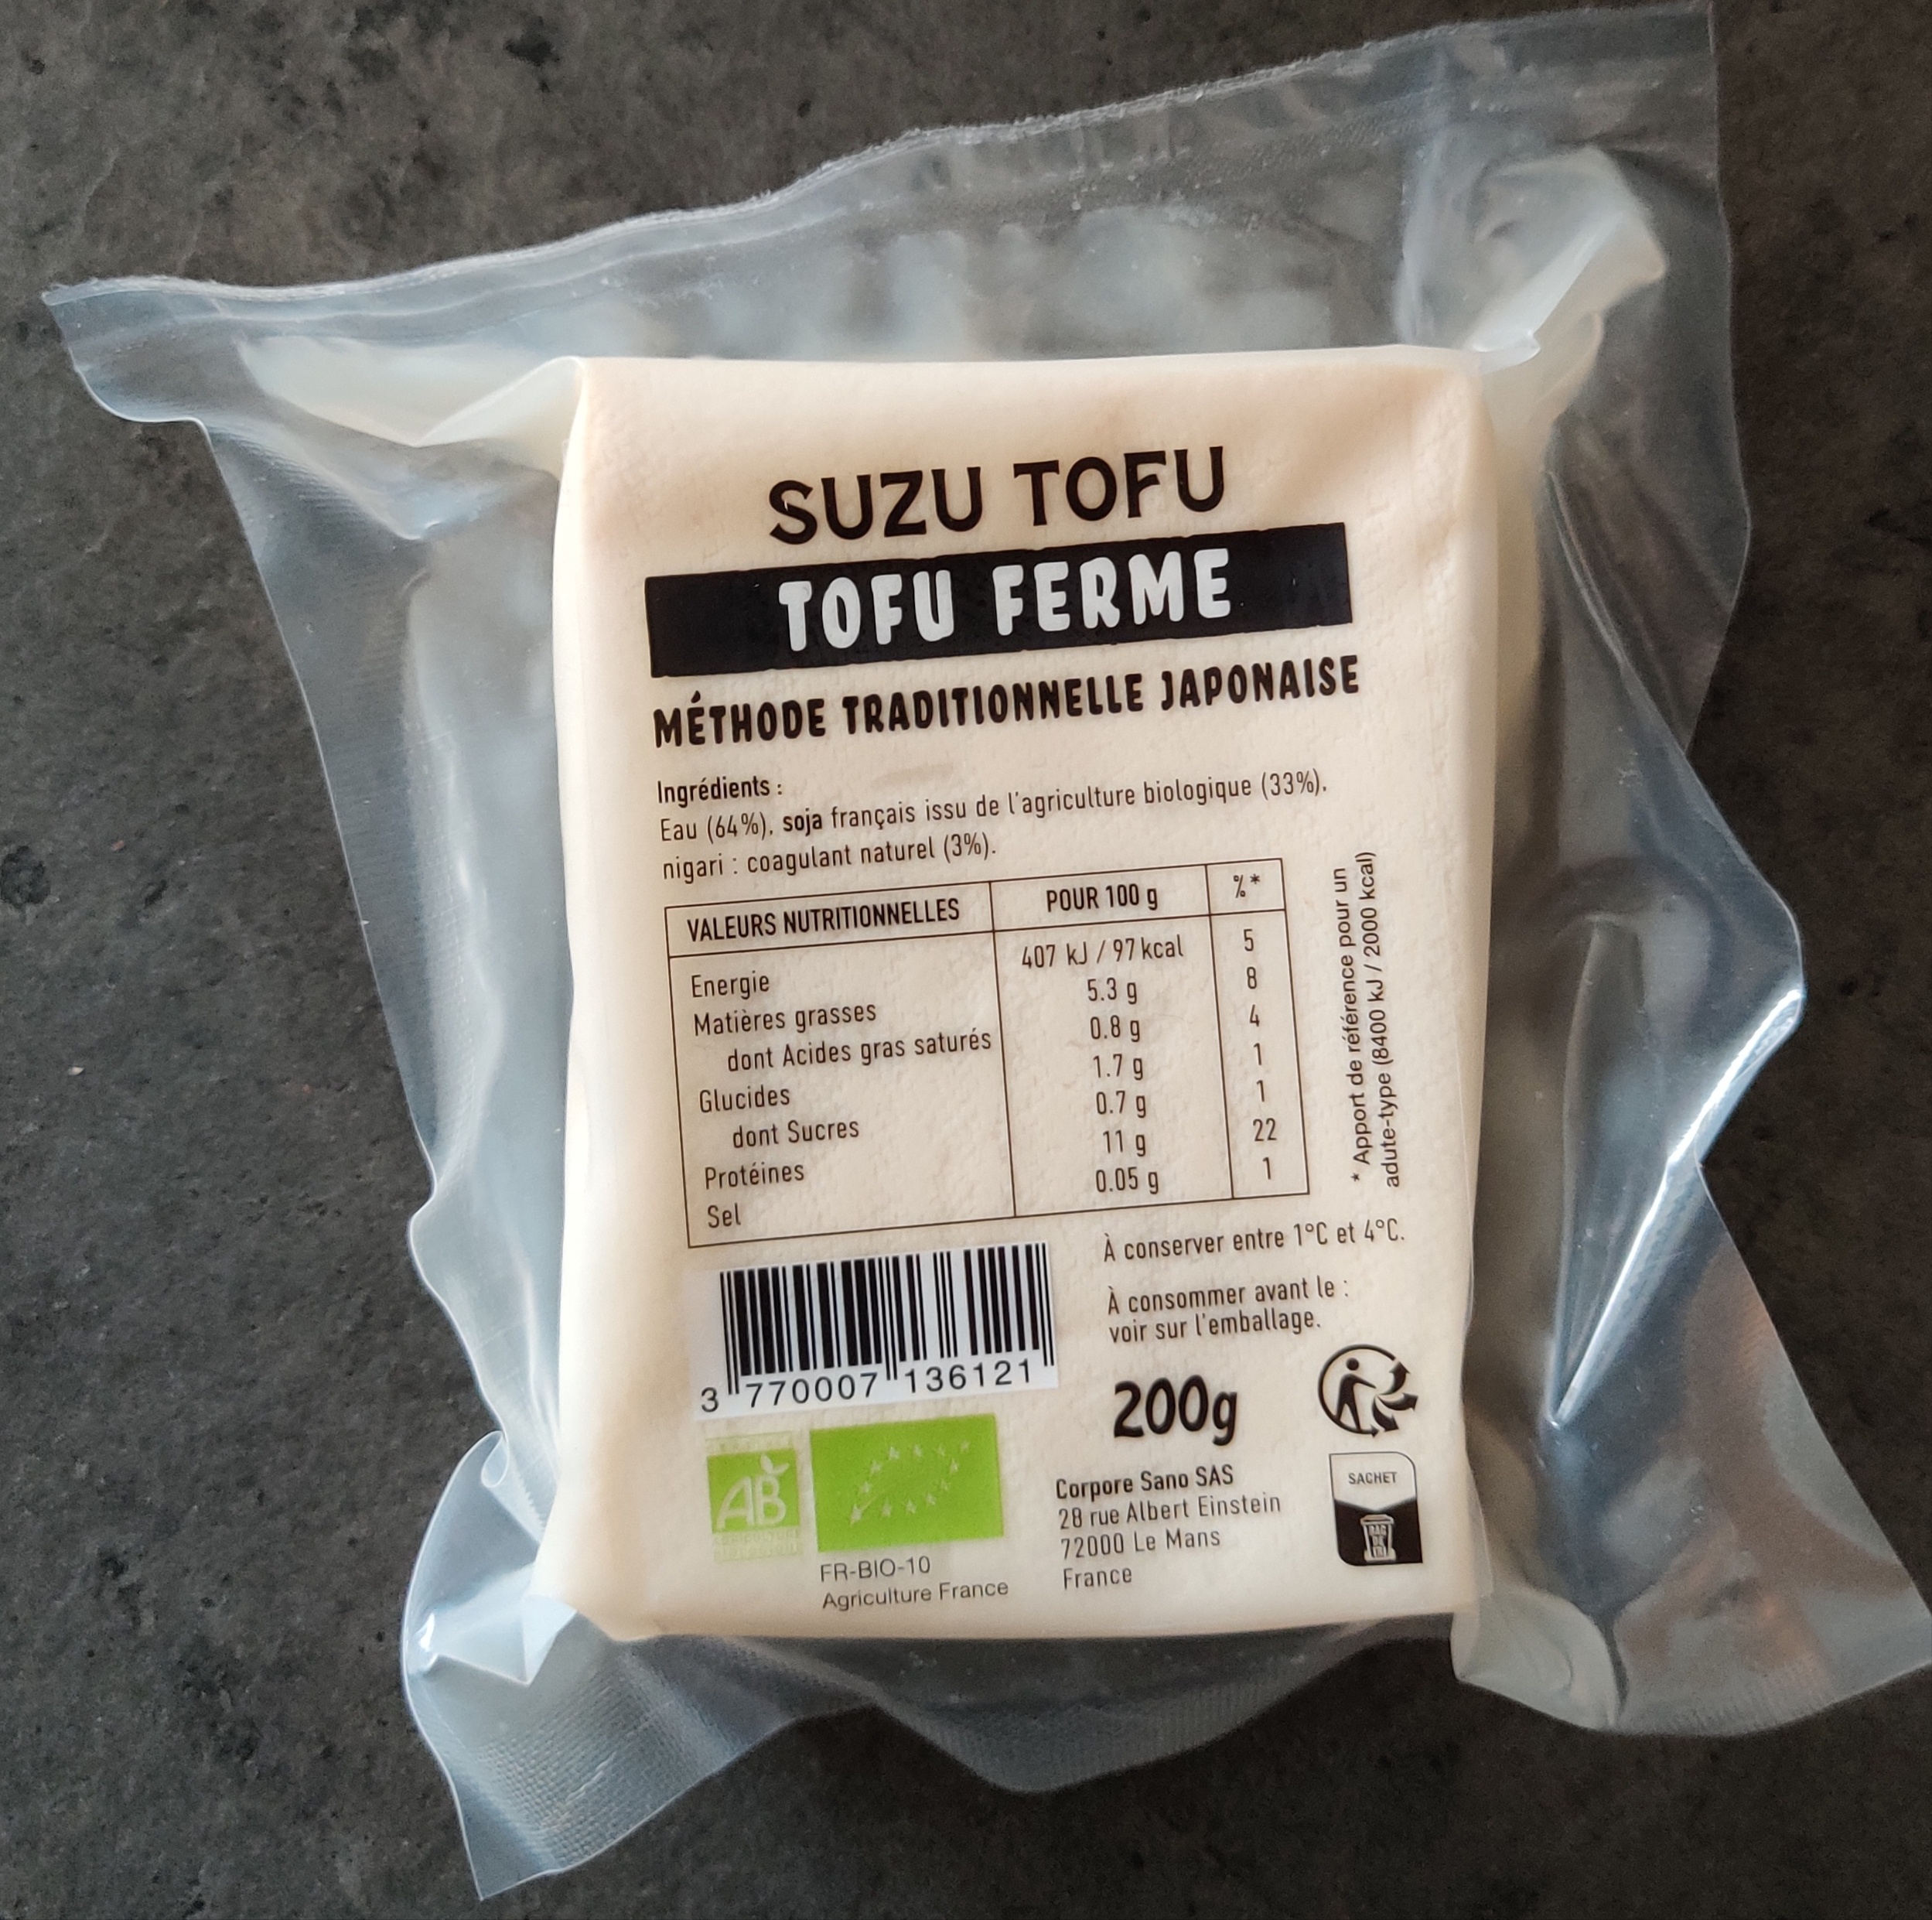 SUZU TOFU
TOFU FERME
MÉTHODE TRADITIONNELLE JAPONAISE
Ingrédients :
Eau (64%), soja français issu de l'agriculture biologique (33%),
nigari : coagulant naturel (3%).
VALEURS NUTRITIONNELLES POUR 100 g %*
Energie 407 kJ / 97 kcal 5
Matières grasses 5.3 g 8
dont Acides gras saturés 0.8 g 4
Glucides 1.7 g 1
dont Sucres 0.7 g 1
Protéines 11 g 22
Sel 0.05 g 1
* Apport de référence pour un
adute-type (8400 kJ / 2000 kcal)
À conserver entre 1°C et 4°C.
À consommer avant le :
voir sur l'emballage.
3 770007 136121
200g
AB
FR-BIO-10
Agriculture France
Corpore Sano SAS
28 rue Albert Einstein
72000 Le Mans
France
SACHET
BAC
DE
TRI